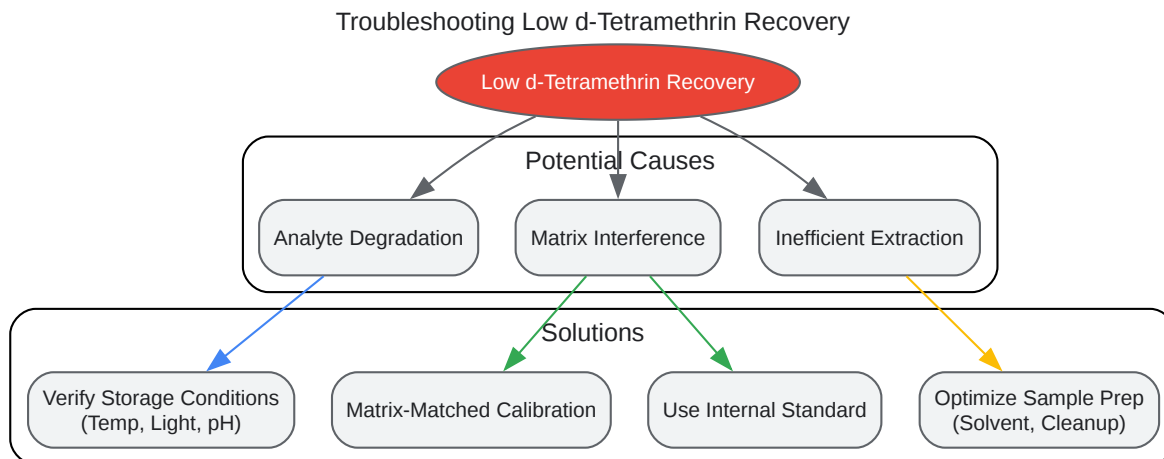 Troubleshooting Low d-Tetramethrin Recovery
Low d-Tetramethrin Recovery
Potential Causes
Analyte Degradation
Matrix Interference
Inefficient Extraction
Solutions
Verify Storage Conditions
(Temp, Light, pH)
Matrix-Matched Calibration
Use Internal Standard
Optimize Sample Prep
(Solvent, Cleanup)